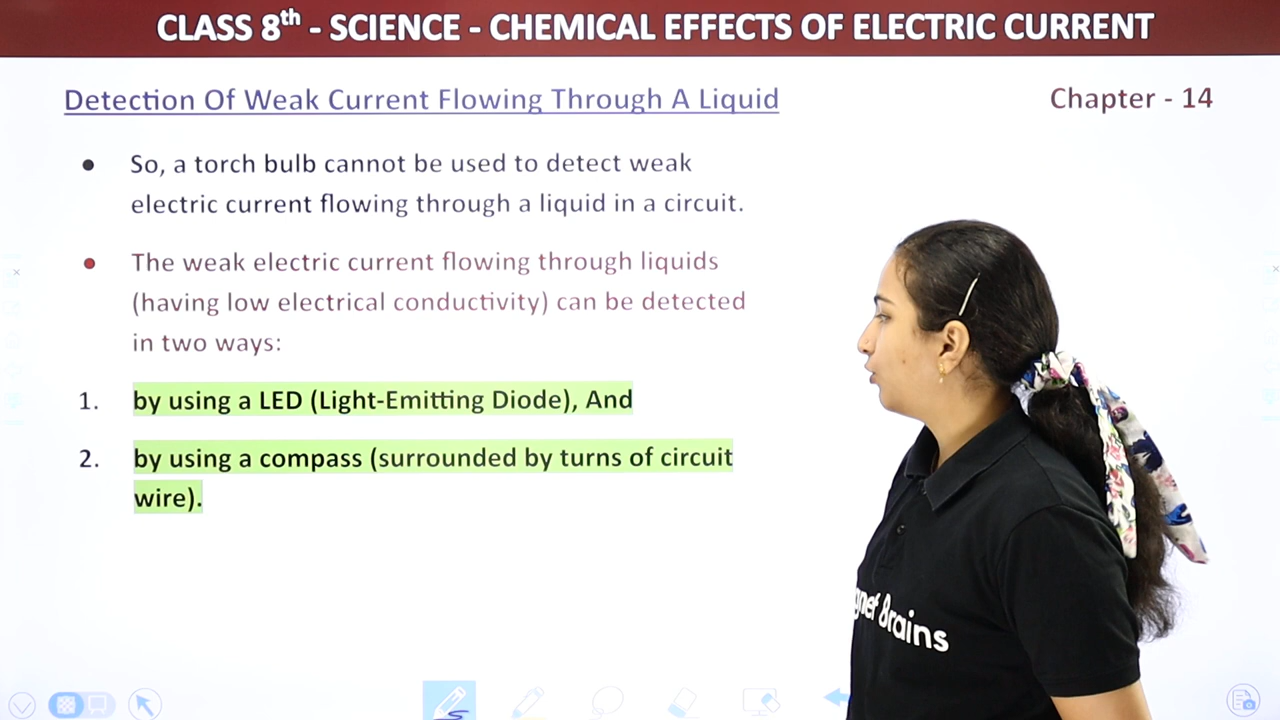 CLASS 8th - SCIENCE - CHEMICAL EFFECTS OF ELECTRIC CURRENT
Detection Of Weak Current Flowing Through A Liquid
Chapter - 14
• So, a torch bulb cannot be used to detect weak
electric current flowing through a liquid in a circuit.
• The weak electric current flowing through liquids
(having low electrical conductivity) can be detected
in two ways:
1. by using a LED (Light-Emitting Diode), And
2. by using a compass (surrounded by turns of circuit
wire).
Brains